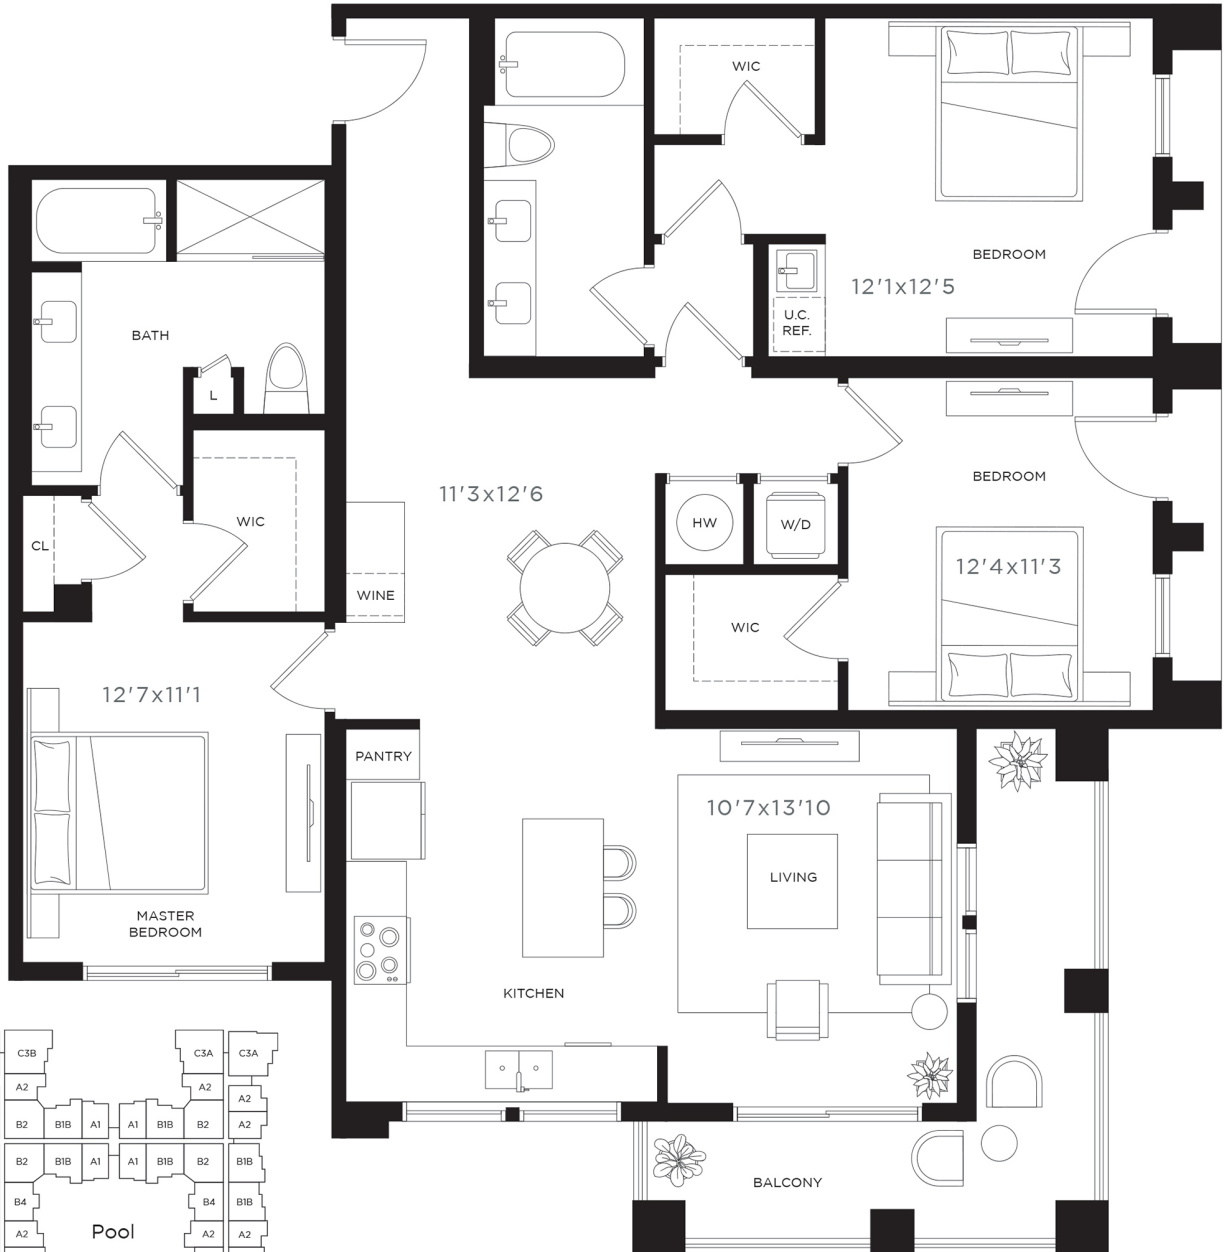 WIC
BEDROOM
12'1x12'5
U.C.
REF.
BATH
L
BEDROOM
11'3x12'6
WIC
HW
W/D
CL
12'4x11'3
WINE
WIC
12'7x11'1
PANTRY
10'7x13'10
LIVING
MASTER
BEDROOM
KITCHEN
BALCONY
C3B
C3A
C3A
A2
A2
A2
B2
B1B
A1
A1
B1B
B2
A2
B2
B1B
A1
A1
B1B
B2
B1B
B4
B4
B1B
A2
Pool
A2
A2